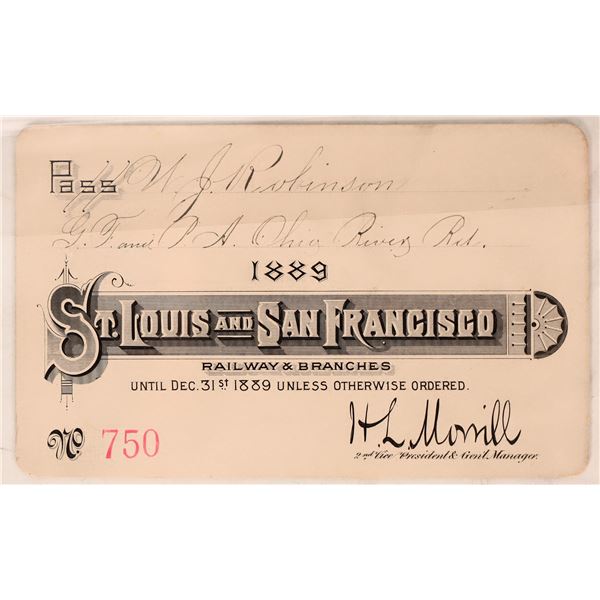 Pass W. J. Robinson
G. F. and P. A. Ohio River Rd.
1889
ST. LOUIS AND SAN FRANCISCO
RAILWAY & BRANCHES
UNTIL DEC. 31ST 1889 UNLESS OTHERWISE ORDERED.
No. 750
H. L. Morrill
2nd Vice President & Genl. Manager.